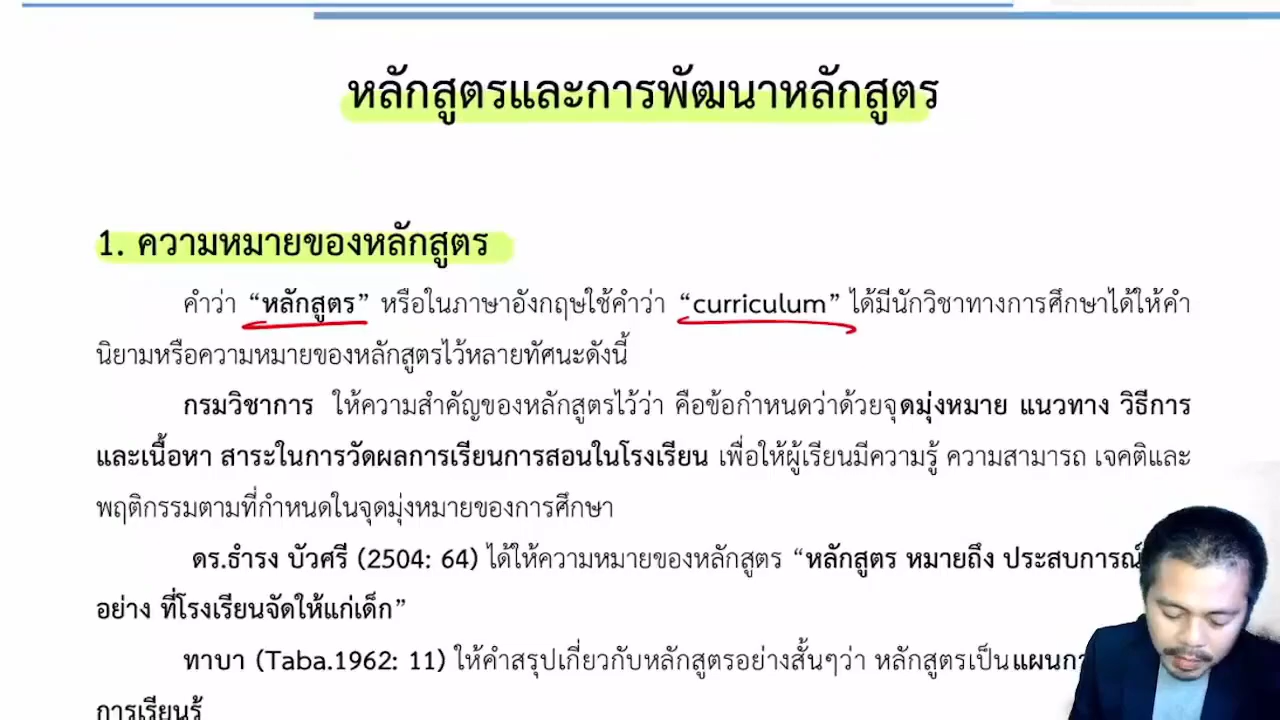 หลักสูตรและการพัฒนาหลักสูตร
1. ความหมายของหลักสูตร
คำว่า “หลักสูตร” หรือในภาษาอังกฤษใช้คำว่า “curriculum” ได้มีนักวิชาทางการศึกษาได้ให้คำ
นิยามหรือความหมายของหลักสูตรไว้หลายทัศนะดังนี้
กรมวิชาการ ให้ความสำคัญของหลักสูตรไว้ว่า คือข้อกำหนดว่าด้วยจุดมุ่งหมาย แนวทาง วิธีการ
และเนื้อหา สาระในการวัดผลการเรียนการสอนในโรงเรียน เพื่อให้ผู้เรียนมีความรู้ ความสามารถ เจคติและ
พฤติกรรมตามที่กำหนดในจุดมุ่งหมายของการศึกษา
ดร.ธำรง บัวศรี (2504: 64) ได้ให้ความหมายของหลักสูตร “หลักสูตร หมายถึง ประสบการณ์
อย่าง ที่โรงเรียนจัดให้แก่เด็ก”
ทาบา (Taba.1962: 11) ให้คำสรุปเกี่ยวกับหลักสูตรอย่างสั้นๆว่า หลักสูตรเป็นแผน
การเรียนรู้